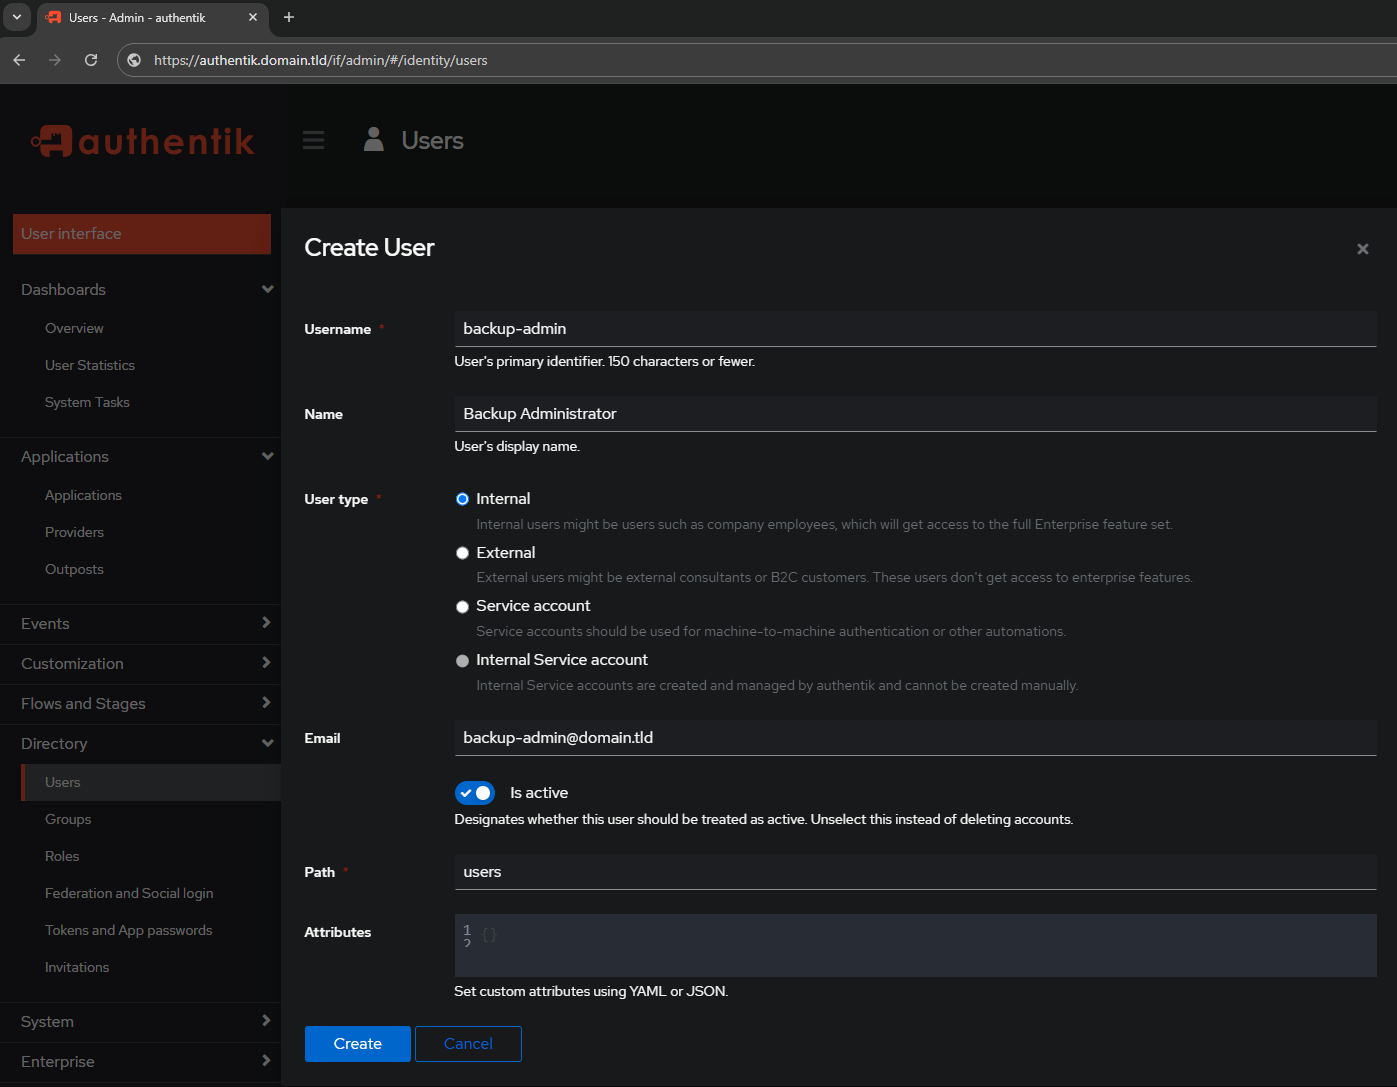 Users - Admin - authentik
https://authentik.domain.tld/if/admin/#/identity/users
authentik
Users
User interface
Dashboards
Overview
User Statistics
System Tasks
Applications
Applications
Providers
Outposts
Events
Customization
Flows and Stages
Directory
Users
Groups
Roles
Federation and Social login
Tokens and App passwords
Invitations
System
Enterprise
Create User
Username *
backup-admin
User's primary identifier. 150 characters or fewer.
Name
Backup Administrator
User's display name.
User type *
Internal
Internal users might be users such as company employees, which will get access to the full Enterprise feature set.
External
External users might be external consultants or B2C customers. These users don't get access to enterprise features.
Service account
Service accounts should be used for machine-to-machine authentication or other automations.
Internal Service account
Internal Service accounts are created and managed by authentik and cannot be created manually.
Email
backup-admin@domain.tld
Is active
Designates whether this user should be treated as active. Unselect this instead of deleting accounts.
Path *
users
Attributes
1 {}
2
Set custom attributes using YAML or JSON.
Create
Cancel